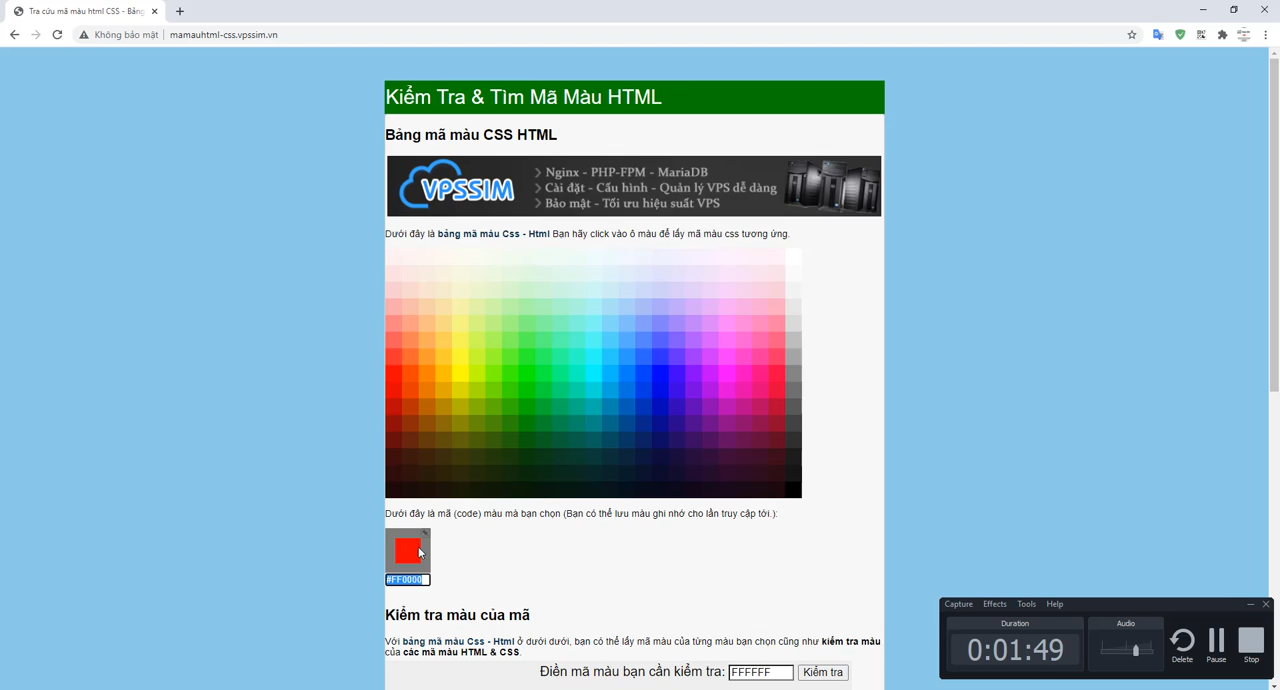 Tra cứu mã màu html CSS - Bảng
Không bảo mật
mamauhtml-css.vpssim.vn
Kiểm Tra & Tìm Mã Màu HTML
Bảng mã màu CSS HTML
VPSSIM
Nginx - PHP-FPM - MariaDB
Cài đặt - Cấu hình - Quản lý VPS dễ dàng
Bảo mật - Tối ưu hiệu suất VPS
Dưới đây là bảng mã màu Css - Html Bạn hãy click vào ô màu để lấy mã màu css tương ứng.
Dưới đây là mã (code) màu mà bạn chọn (Bạn có thể lưu màu ghi nhớ cho lần truy cập tới.):
#FF0000
Kiểm tra màu của mã
Với bảng mã màu Css - Html ở dưới dưới, bạn có thể lấy mã màu của từng màu bạn chọn cũng như kiểm tra màu
của các mã màu HTML & CSS.
Điền mã màu bạn cần kiểm tra: FFFFFF Kiểm tra
Capture Effects Tools Help
Duration Audio
0:01:49
Delete Pause Stop